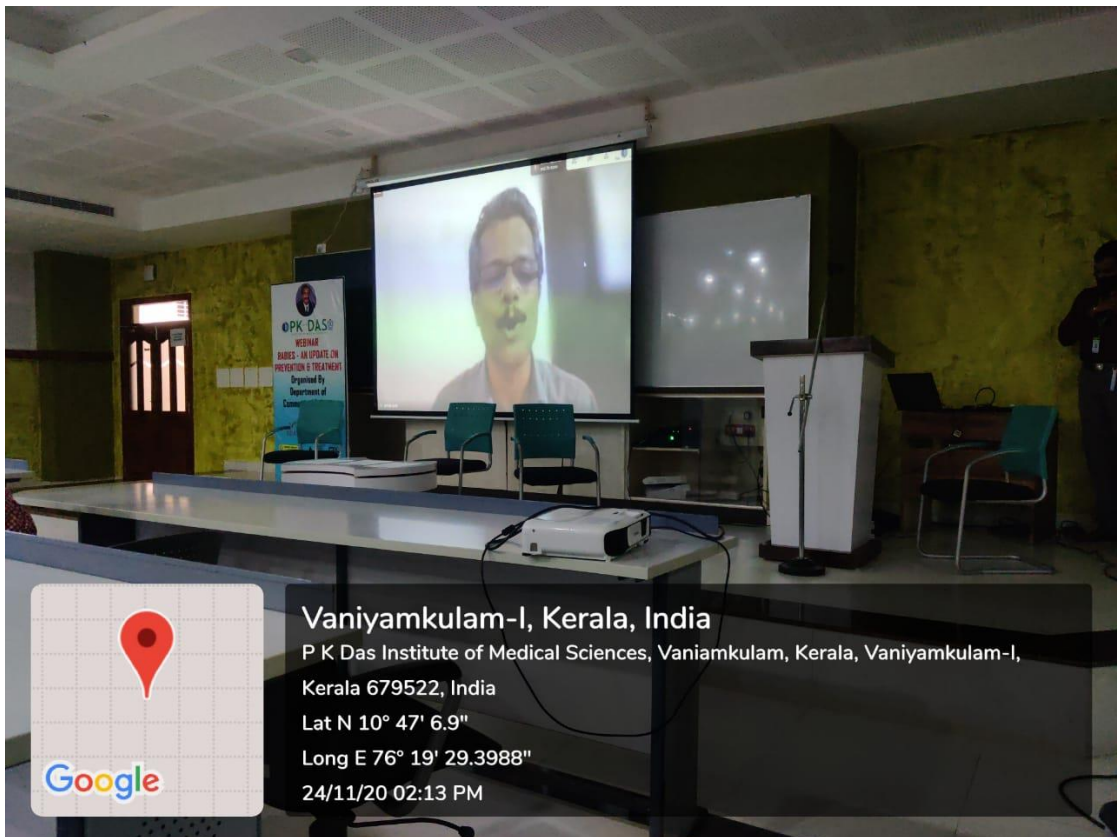 PK DAS
WEBINAR
RABIES - AN UPDATE ON
PREVENTION & TREATMENT
Organised By
Department of
Vaniyamkulam-I, Kerala, India
P K Das Institute of Medical Sciences, Vaniamkulam, Kerala, Vaniyamkulam-I,
Kerala 679522, India
Lat N 10° 47' 6.9"
Long E 76° 19' 29.3988"
24/11/20 02:13 PM
Google